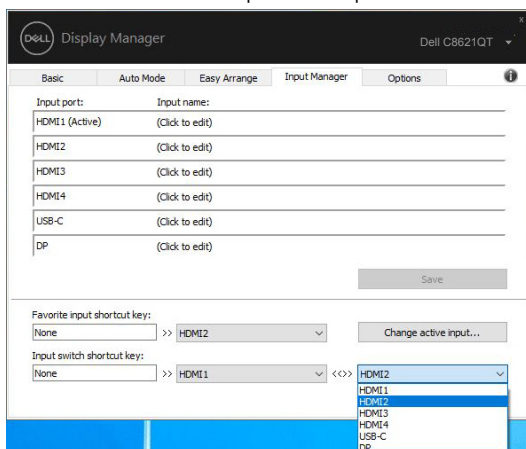 DELL Display Manager
x
Dell C8621QT
Basic Auto Mode Easy Arrange Input Manager Options
Input port: Input name:
HDMI1 (Active) (Click to edit)
HDMI2 (Click to edit)
HDMI3 (Click to edit)
HDMI4 (Click to edit)
USB-C (Click to edit)
DP (Click to edit)
Save
Favorite input shortcut key:
None >> HDMI2 Change active input...
Input switch shortcut key:
None >> HDMI1 <<>> HDMI2
HDMI1
HDMI2
HDMI3
HDMI4
USB-C
DP